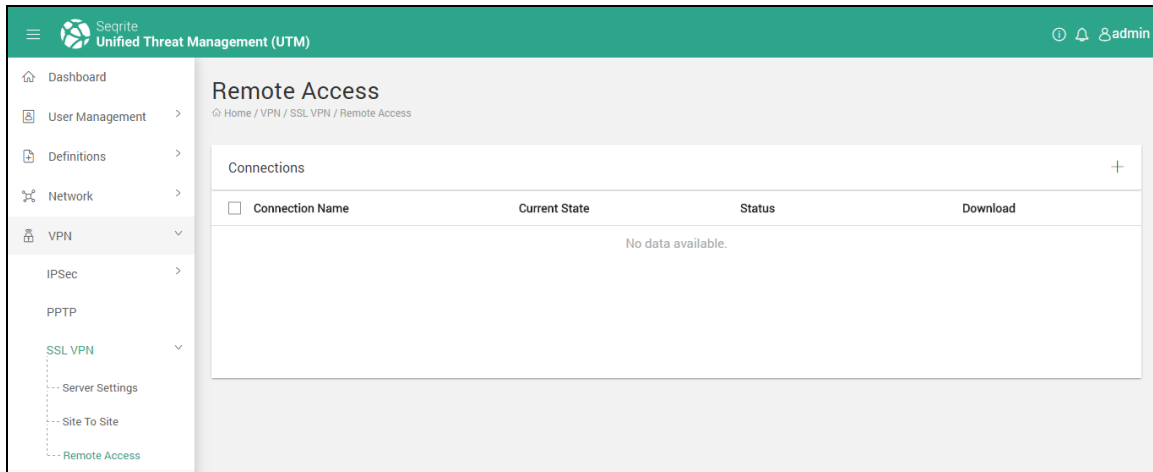 Seqrite
Unified Threat Management (UTM)
admin
Dashboard
User Management
Definitions
Network
VPN
IPSec
PPTP
SSL VPN
Server Settings
Site To Site
Remote Access
Remote Access
Home / VPN / SSL VPN / Remote Access
Connections
Connection Name Current State Status Download
No data available.